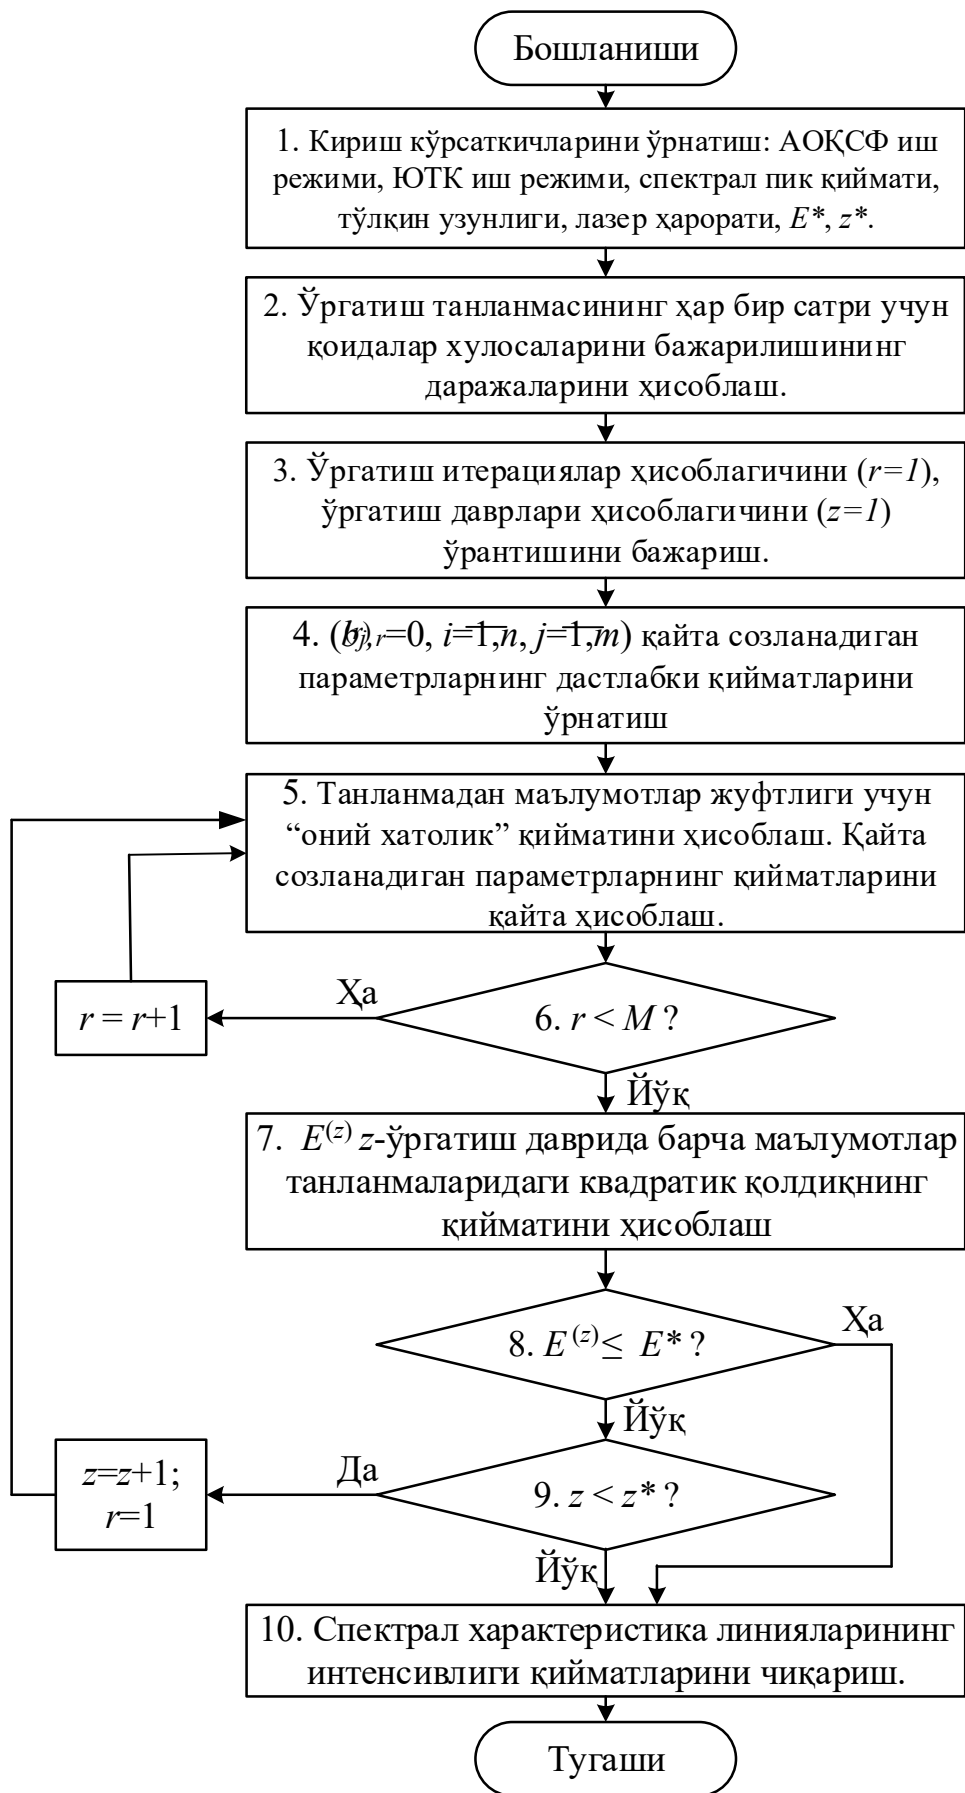 Бошланиши
1. Кириш кўрсаткичларини ўрнатиш: АОҚСФ иш
режими, ЮТК иш режими, спектрал пик қиймати,
тўлқин узунлиги, лазер ҳарорати, E*, z*.
2. Ўргатиш танланмасининг ҳар бир сатри учун
қоидалар хулосаларини бажарилишининг
даражаларини ҳисоблаш.
3. Ўргатиш итерациялар ҳисоблагичини (r=1),
ўргатиш даврлари ҳисоблагичини (z=1)
ўрантишини бажариш.
4. =0, i=1,n, j=1,m) қайта созланадиган
параметрларнинг дастлабки қийматларини
ўрнатиш
5. Танланмадан маълумотлар жуфтлиги учун
“оний хатолик” қийматини ҳисоблаш. Қайта
созланадиган параметрларнинг қийматларини
қайта ҳисоблаш.
Ҳа
r = r+1
6. r < M ?
Йўқ
7. E(z) z-ўргатиш даврида барча маълумотлар
танланмаларидаги квадратик қолдиқнинг
қийматини ҳисоблаш
Ҳа
8. E(z)≤ E* ?
Йўқ
Да
z=z+1;
r=1
9. z < z* ?
Йўқ
10. Спектрал характеристика линияларининг
интенсивлиги қийматларини чиқариш.
Тугаши